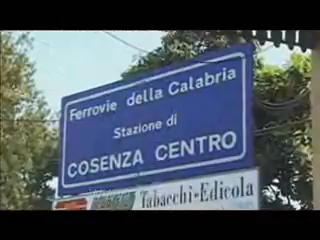 Ferrovie della Calabria
Stazione di
COSENZA CENTRO
Tabacchi-Edicola